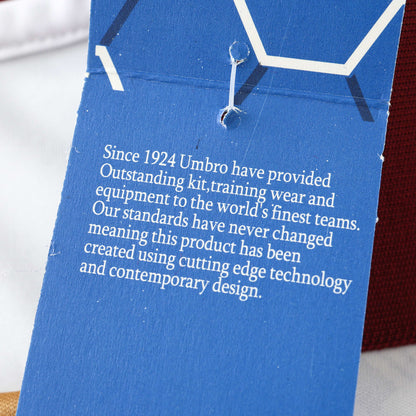 Since 1924 Umbro have provided
Outstanding kit,training wear and
equipment to the world's finest teams.
Our standards have never changed
meaning this product has been
created using cutting edge technology
and contemporary design.